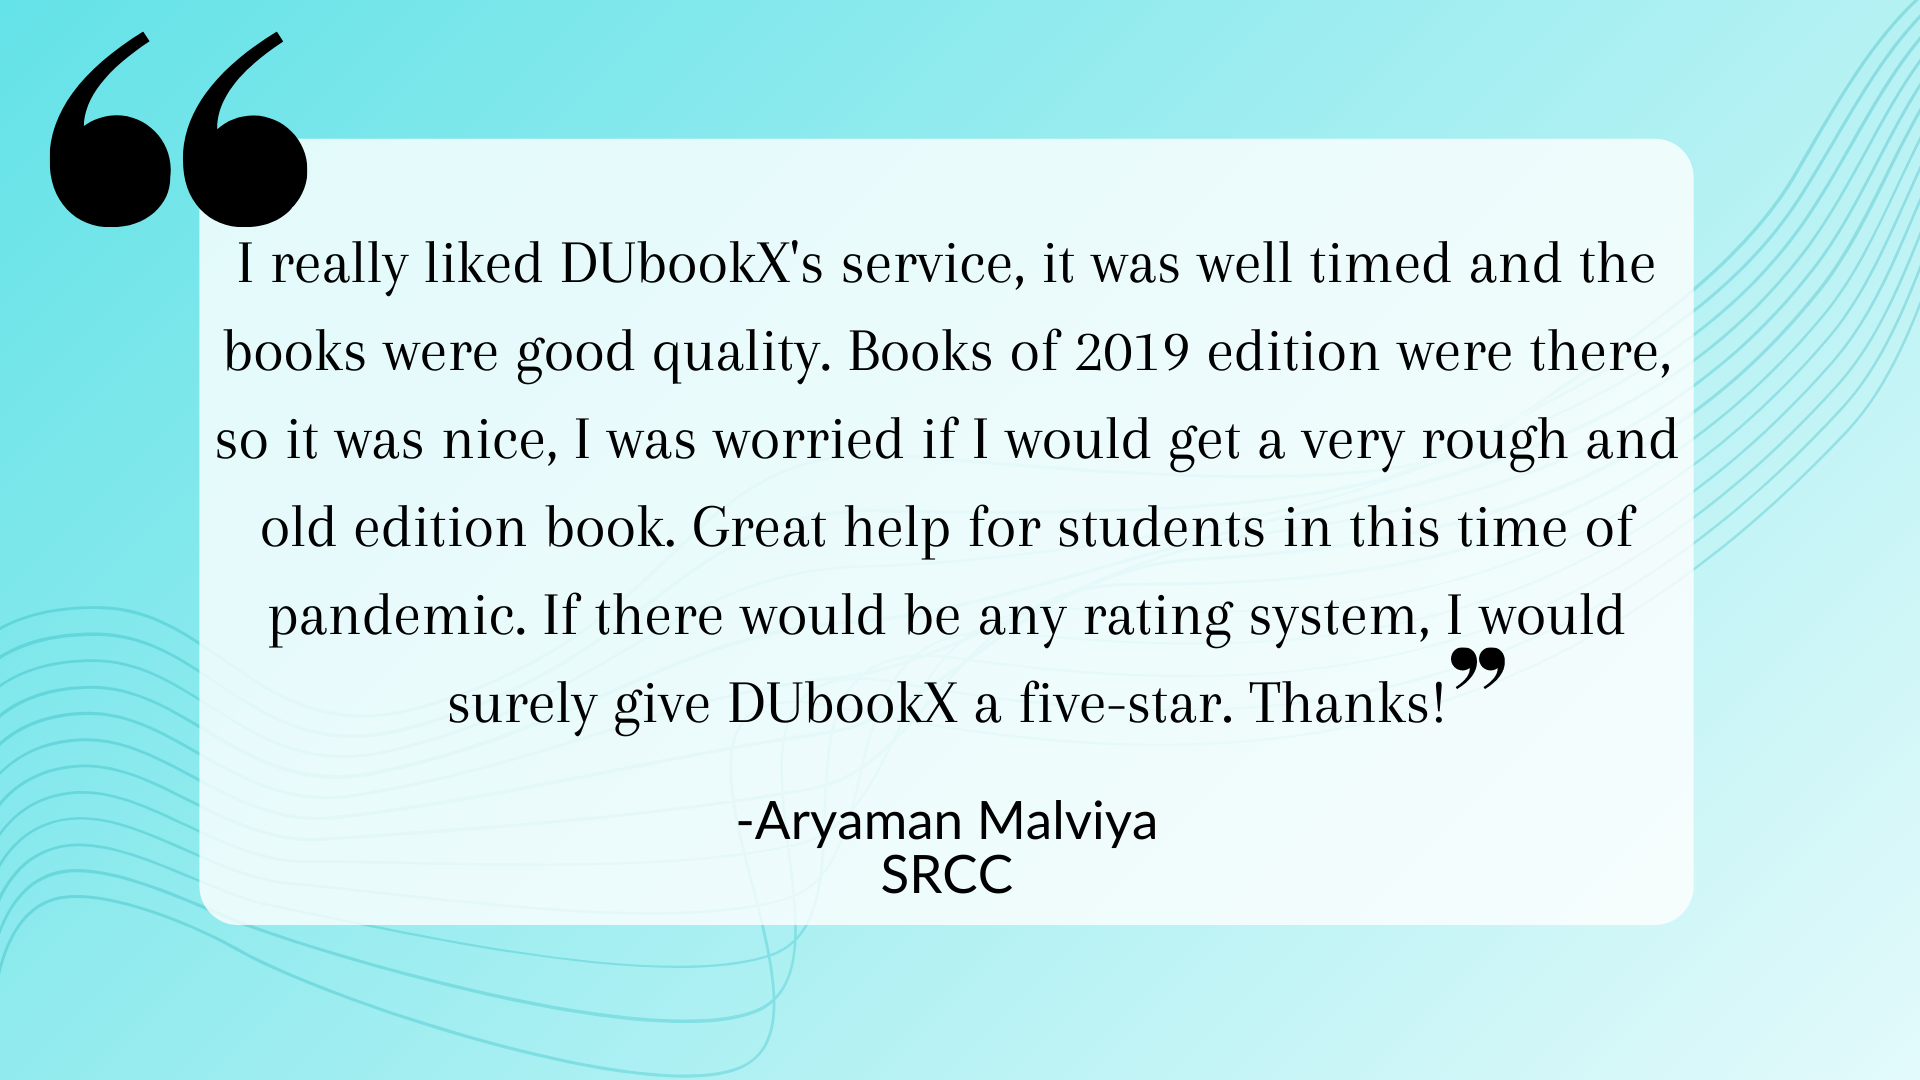 “
I really liked DUbookX's service, it was well timed and the
books were good quality. Books of 2019 edition were there,
so it was nice, I was worried if I would get a very rough and
old edition book. Great help for students in this time of
pandemic. If there would be any rating system, I would
surely give DUbookX a five-star. Thanks!”
-Aryaman Malviya
SRCC